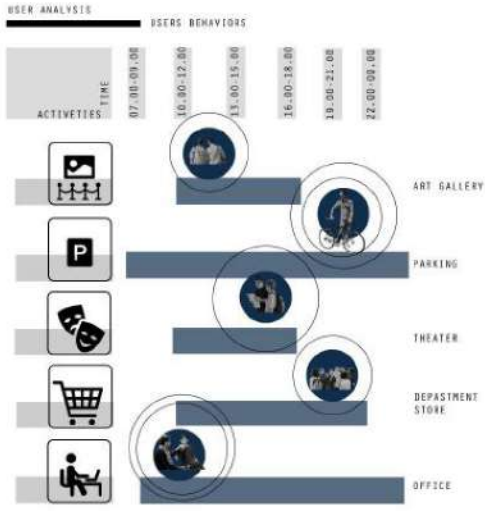 USER ANALYSIS
USERS BEHAVIORS
TIME
ACTIVETIES
07.00-09.00
10.00-12.00
13.00-15.00
16.00-18.00
19.00-21.00
22.00-00.00
ART GALLERY
P
PARKING
THEATER
DEPASTMENT
STORE
OFFICE